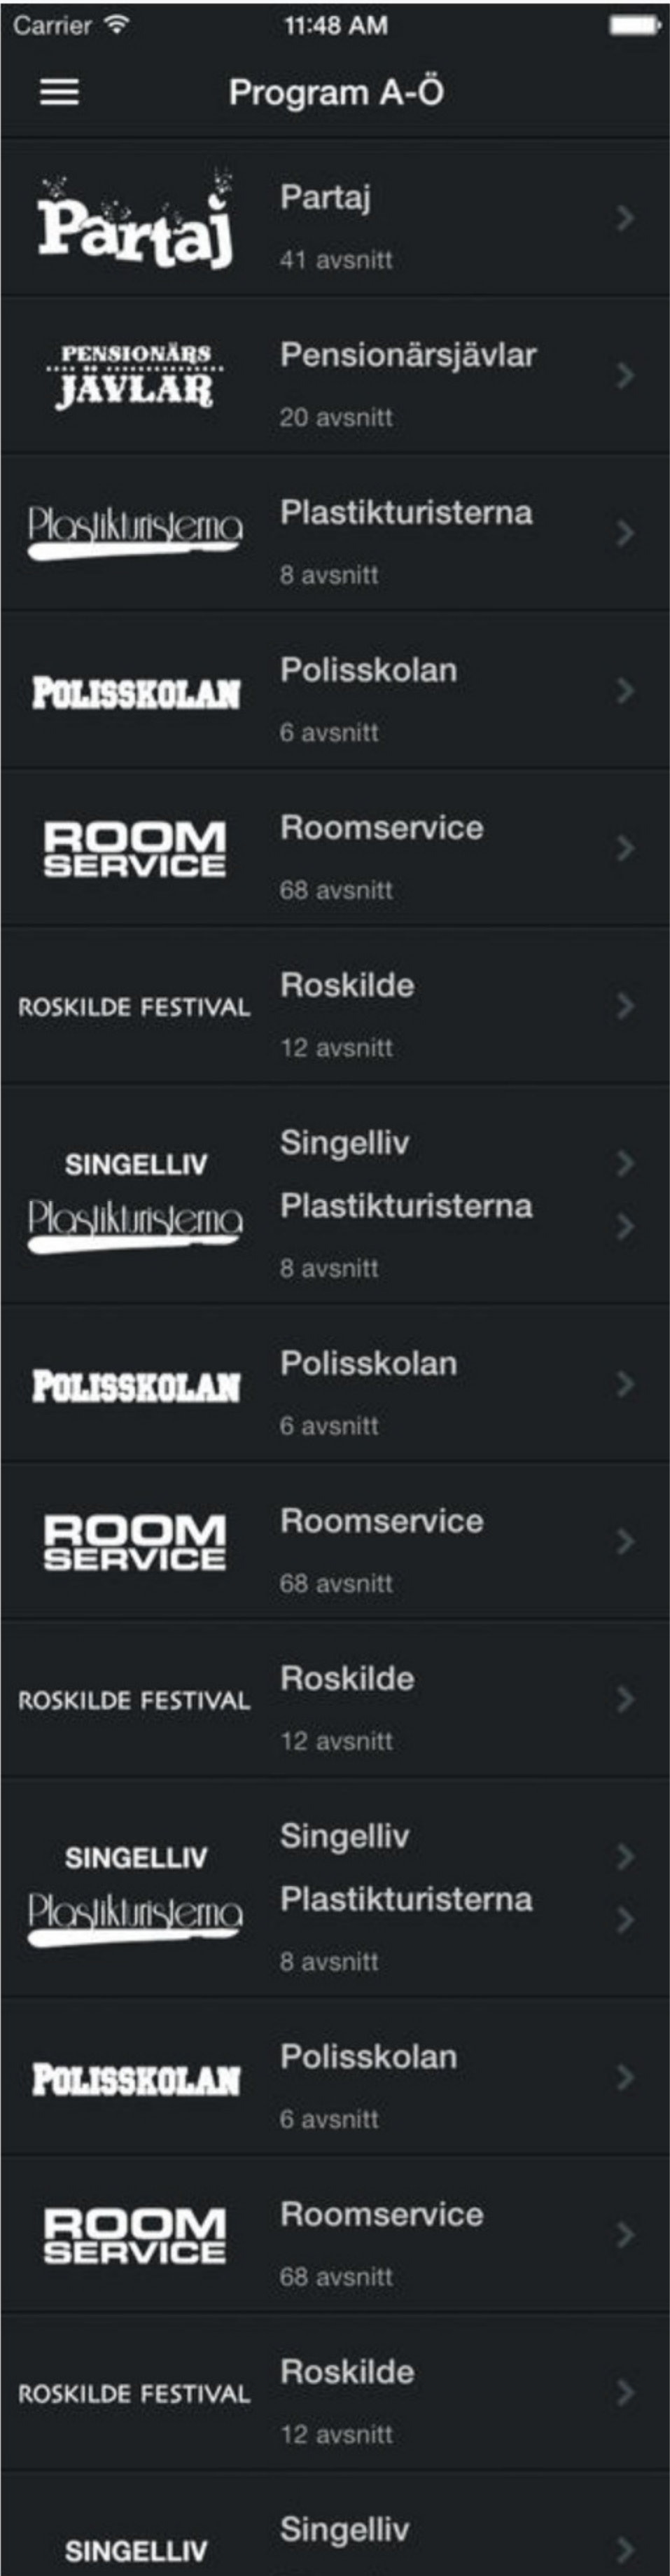 Carrier 11:48 AM
Program A-Ö
Partaj Partaj
41 avsnitt
PENSIONÄRS
JÄVLAR
Pensionärsjävlar
20 avsnitt
Plastikturisterna Plastikturisterna
8 avsnitt
POLISSKOLAN Polisskolan
6 avsnitt
ROOM
SERVICE
Roomservice
68 avsnitt
ROSKILDE FESTIVAL Roskilde
12 avsnitt
SINGELLIV Singelliv
Plastikturisterna Plastikturisterna
8 avsnitt
POLISSKOLAN Polisskolan
6 avsnitt
ROOM
SERVICE
Roomservice
68 avsnitt
ROSKILDE FESTIVAL Roskilde
12 avsnitt
SINGELLIV Singelliv
Plastikturisterna Plastikturisterna
8 avsnitt
POLISSKOLAN Polisskolan
6 avsnitt
ROOM
SERVICE
Roomservice
68 avsnitt
ROSKILDE FESTIVAL Roskilde
12 avsnitt
SINGELLIV Singelliv